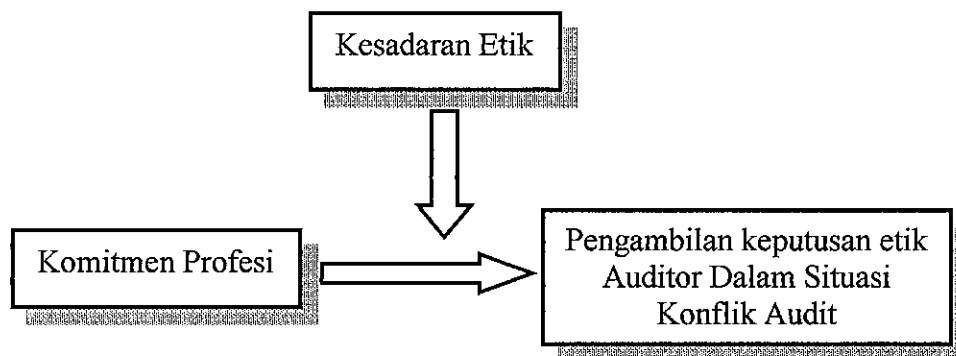 Kesadaran Etik
Komitmen Profesi
Pengambilan keputusan etik
Auditor Dalam Situasi
Konflik Audit